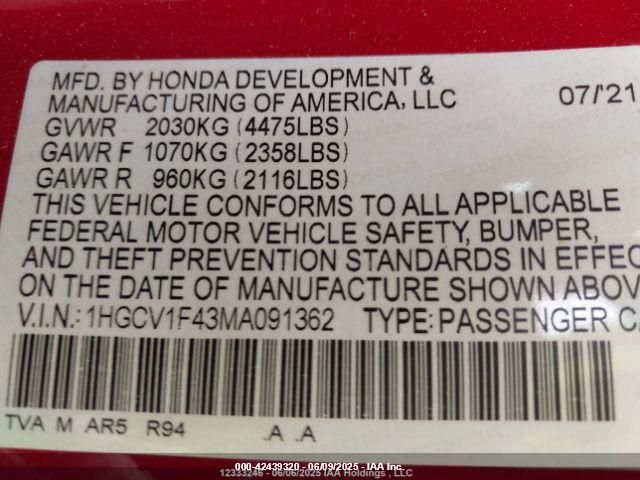 MFD. BY HONDA DEVELOPMENT &
MANUFACTURING OF AMERICA, LLC 07/'21
GVWR 2030KG (4475LBS)
GAWR F 1070KG (2358LBS)
GAWR R 960KG (2116LBS)
THIS VEHICLE CONFORMS TO ALL APPLICABLE
FEDERAL MOTOR VEHICLE SAFETY, BUMPER,
AND THEFT PREVENTION STANDARDS IN EFFEC
ON THE DATE OF MANUFACTURE SHOWN ABOV
V.I.N.: 1HGCV1F43MA091362 TYPE: PASSENGER CA
TVA M AR5 R94 .A .A
000-42439320 - 06/09/2025 - IAA Inc.
12333246 - 06/06/2025 - IAA Holdings, LLC.